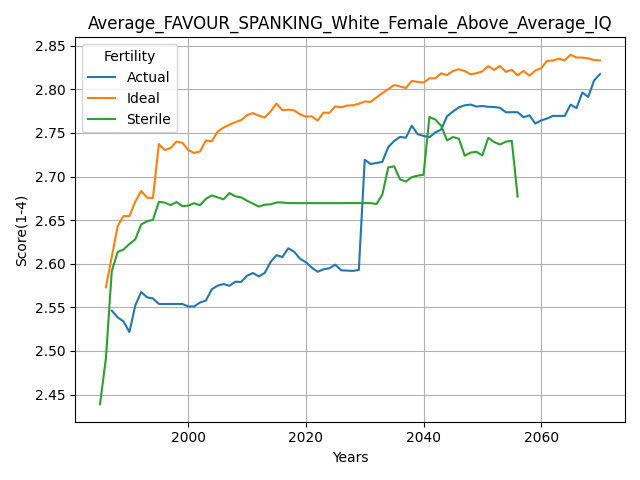 Average_FAVOUR_SPANKING_White_Female_Above_Average_IQ
Fertility
Actual
Ideal
Sterile
Score(1-4)
2.85
2.80
2.75
2.70
2.65
2.60
2.55
2.50
2.45
2000 2020 2040 2060
Years